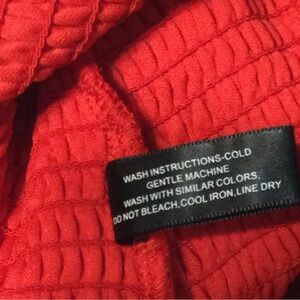 WASH INSTRUCTIONS-COLD
GENTLE MACHINE
WASH WITH SIMILAR COLORS,
DO NOT BLEACH,COOL IRON,LINE DRY